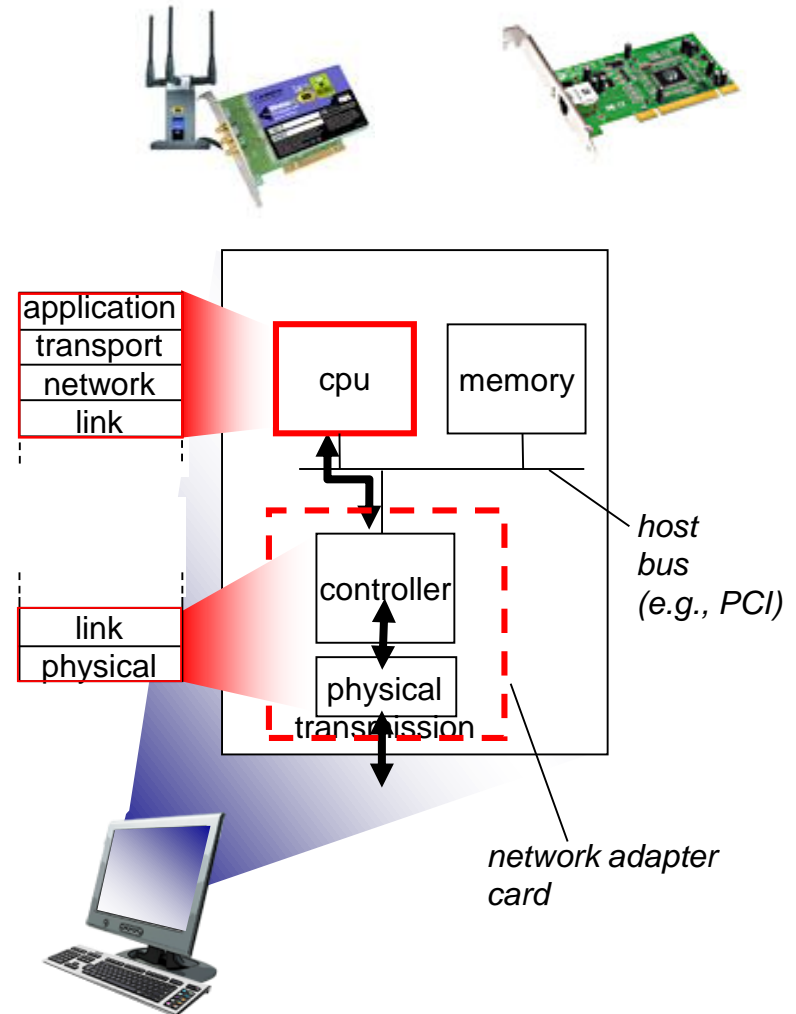 application
transport
network
link
cpu
memory
host
bus
(e.g., PCI)
controller
link
physical
physical
transmission
network adapter
card